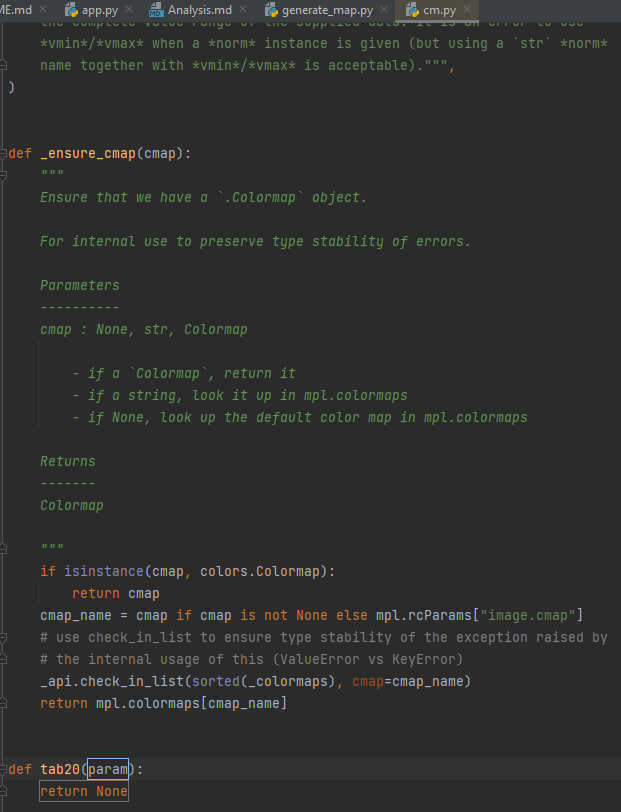 ME.md × app.py × Analysis.md × generate_map.py × cm.py ×
the complete value range of the supplied data. It is an error to use
*vmin*/*vmax* when a *norm* instance is given (but using a `str` *norm*
name together with *vmin*/*vmax* is acceptable).""",
)
def _ensure_cmap(cmap):
"""
Ensure that we have a `.Colormap` object.
For internal use to preserve type stability of errors.
Parameters
----------
cmap : None, str, Colormap
- if a `Colormap`, return it
- if a string, look it up in mpl.colormaps
- if None, look up the default color map in mpl.colormaps
Returns
-------
Colormap
"""
if isinstance(cmap, colors.Colormap):
return cmap
cmap_name = cmap if cmap is not None else mpl.rcParams["image.cmap"]
# use check_in_list to ensure type stability of the exception raised by
# the internal usage of this (ValueError vs KeyError)
_api.check_in_list(sorted(_colormaps), cmap=cmap_name)
return mpl.colormaps[cmap_name]
def tab20(param):
return None